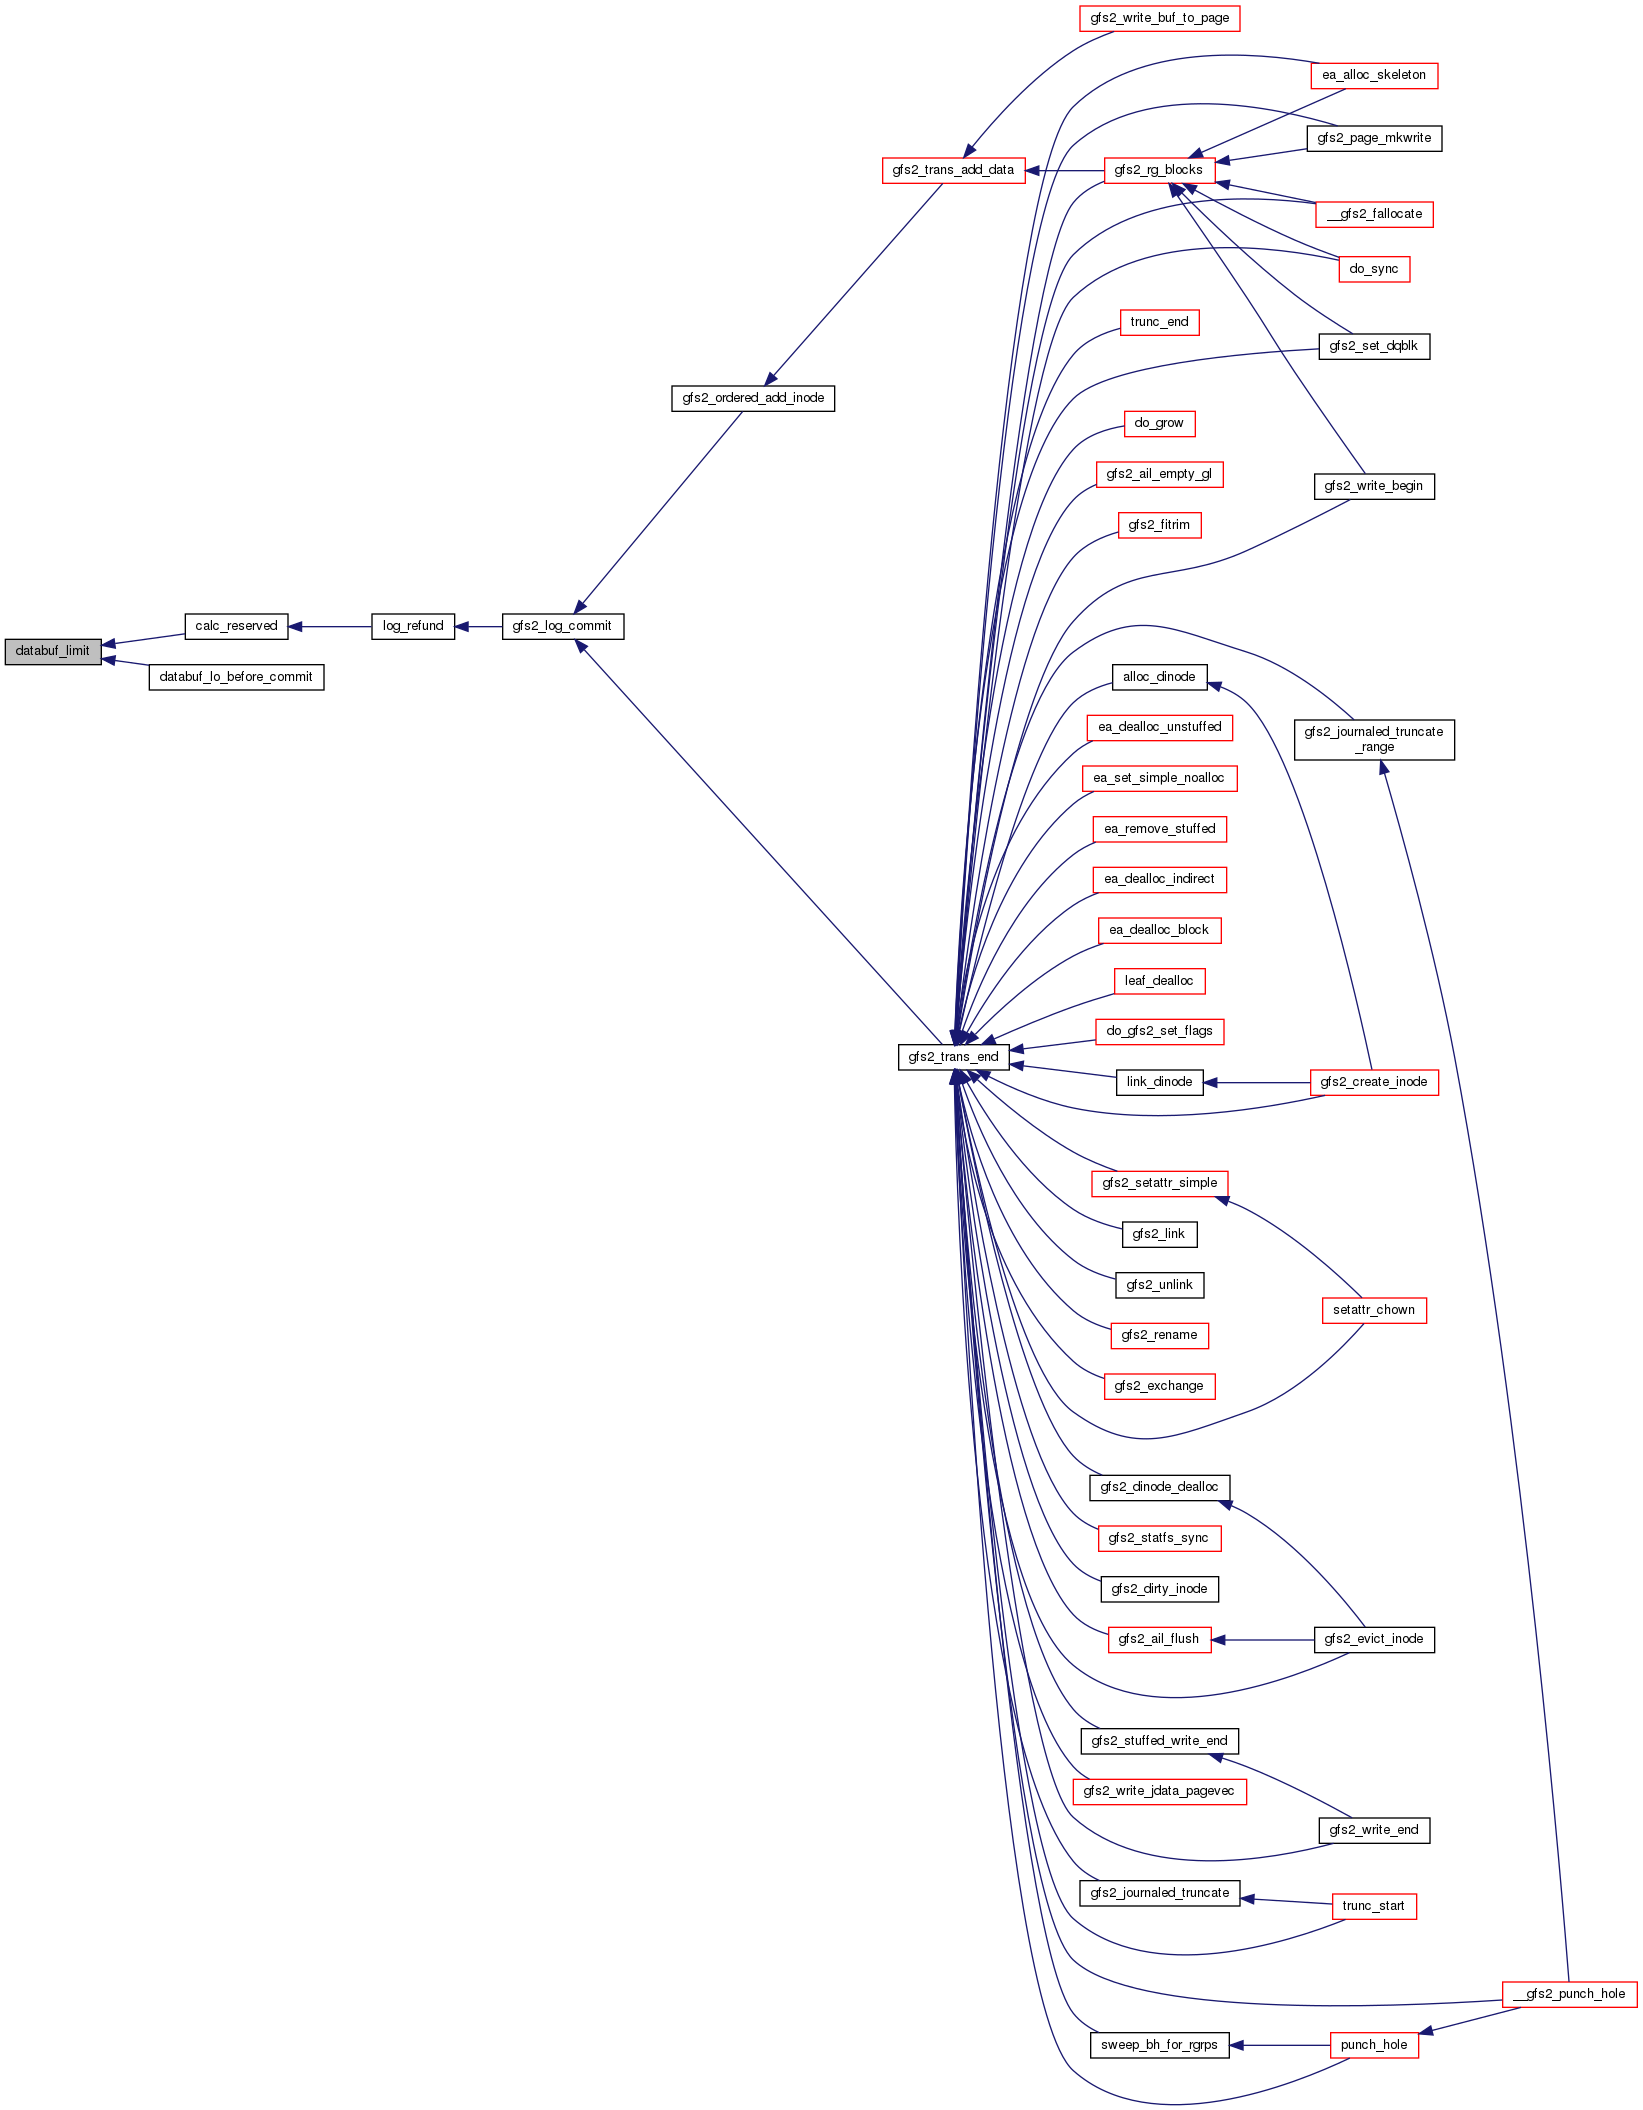 gfs2_write_buf_to_page
ea_alloc_skeleton
gfs2_page_mkwrite
gfs2_trans_add_data
gfs2_rg_blocks
__gfs2_fallocate
do_sync
trunc_end
gfs2_set_dqblk
gfs2_ordered_add_inode
do_grow
gfs2_ail_empty_gl
gfs2_write_begin
gfs2_fitrim
calc_reserved
log_refund
gfs2_log_commit
databuf_limit
databuf_lo_before_commit
alloc_dinode
ea_dealloc_unstuffed
gfs2_journaled_truncate
_range
ea_set_simple_noalloc
ea_remove_stuffed
ea_dealloc_indirect
ea_dealloc_block
leaf_dealloc
do_gfs2_set_flags
gfs2_trans_end
link_dinode
gfs2_create_inode
gfs2_setattr_simple
gfs2_link
gfs2_unlink
setattr_chown
gfs2_rename
gfs2_exchange
gfs2_dinode_dealloc
gfs2_statfs_sync
gfs2_dirty_inode
gfs2_ail_flush
gfs2_evict_inode
gfs2_stuffed_write_end
gfs2_write_jdata_pagevec
gfs2_write_end
gfs2_journaled_truncate
trunc_start
__gfs2_punch_hole
sweep_bh_for_rgrps
punch_hole